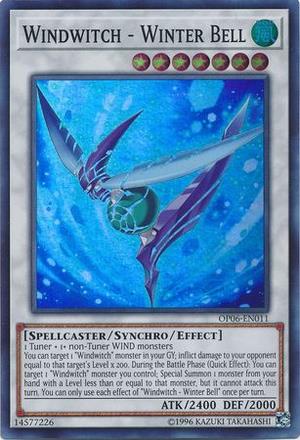 WINDWITCH - WINTER BELL
OP06-EN011
[SPELLCASTER/SYNCHRO/EFFECT]
1 Tuner + 1+ non-Tuner WIND monsters
You can target 1 "Windwitch" monster in your GY; inflict damage to your opponent
equal to that target's Level x 200. During the Battle Phase (Quick Effect): You can
target 1 "Windwitch" monster you control; Special Summon 1 monster from your
hand with a Level less than or equal to that monster, but it cannot attack this
turn. You can only use each effect of "Windwitch - Winter Bell" once per turn.
ATK/2400 DEF/2000
14577226
©1996 KAZUKI TAKAHASHI